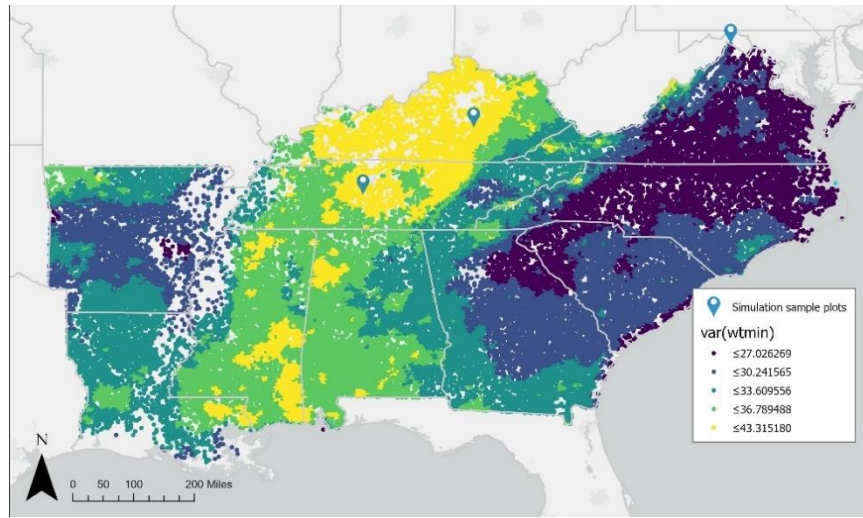 Simulation sample plots
var(wtmin)
≤27.026269
≤30.241565
≤33.609556
≤36.789488
≤43.315180
N
0 50 100 200 Miles